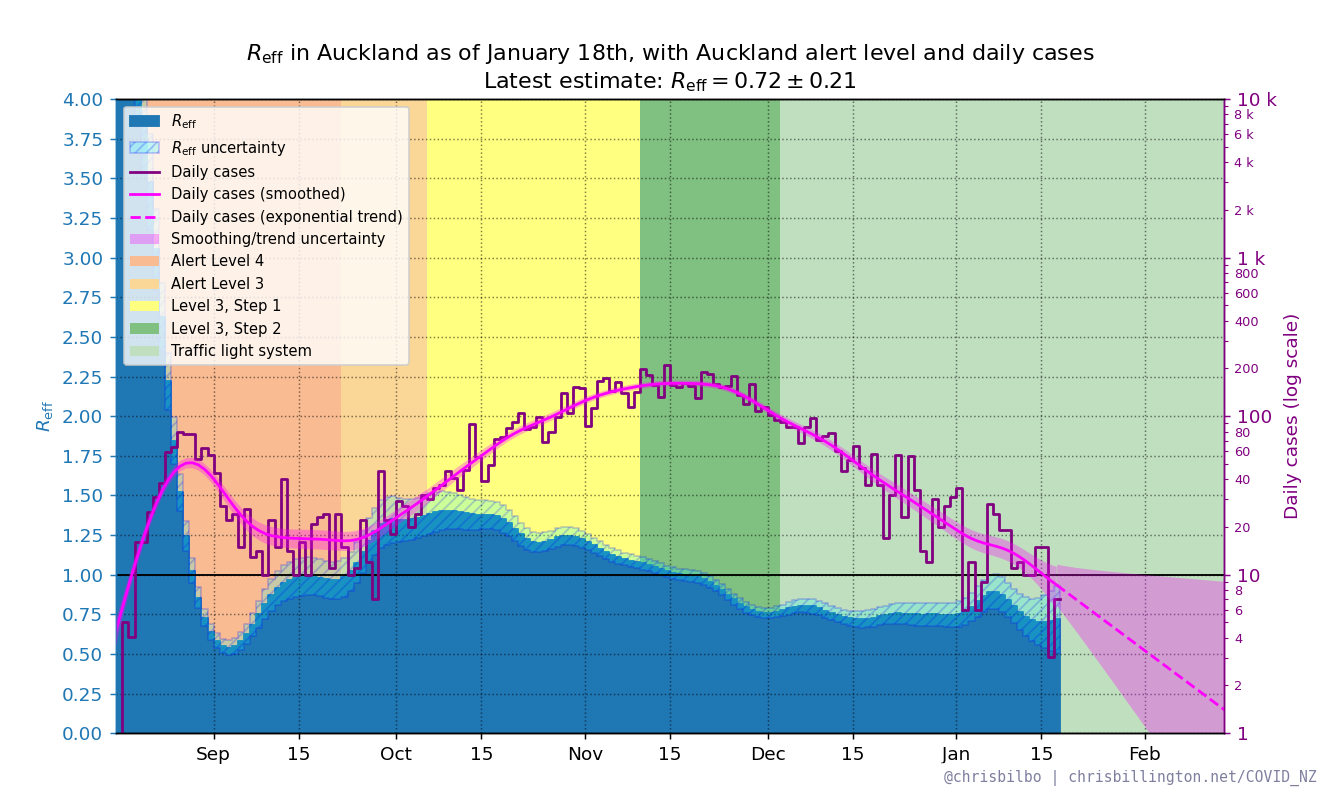 R_eff in Auckland as of January 18th, with Auckland alert level and daily cases
Latest estimate: R_eff = 0.72 ± 0.21
R_eff
R_eff uncertainty
Daily cases
Daily cases (smoothed)
Daily cases (exponential trend)
Smoothing/trend uncertainty
Alert Level 4
Alert Level 3
Level 3, Step 1
Level 3, Step 2
Traffic light system
4.00
3.75
3.50
3.25
3.00
2.75
2.50
2.25
2.00
1.75
1.50
1.25
1.00
0.75
0.50
0.25
0.00
R_eff
10 k
8 k
6 k
4 k
2 k
1 k
800
600
400
200
100
80
60
40
20
10
8
6
4
2
1
Daily cases (log scale)
Sep 15 Oct 15 Nov 15 Dec 15 Jan 15 Feb
@chrisbilbo | chrisbillington.net/COVID_NZ